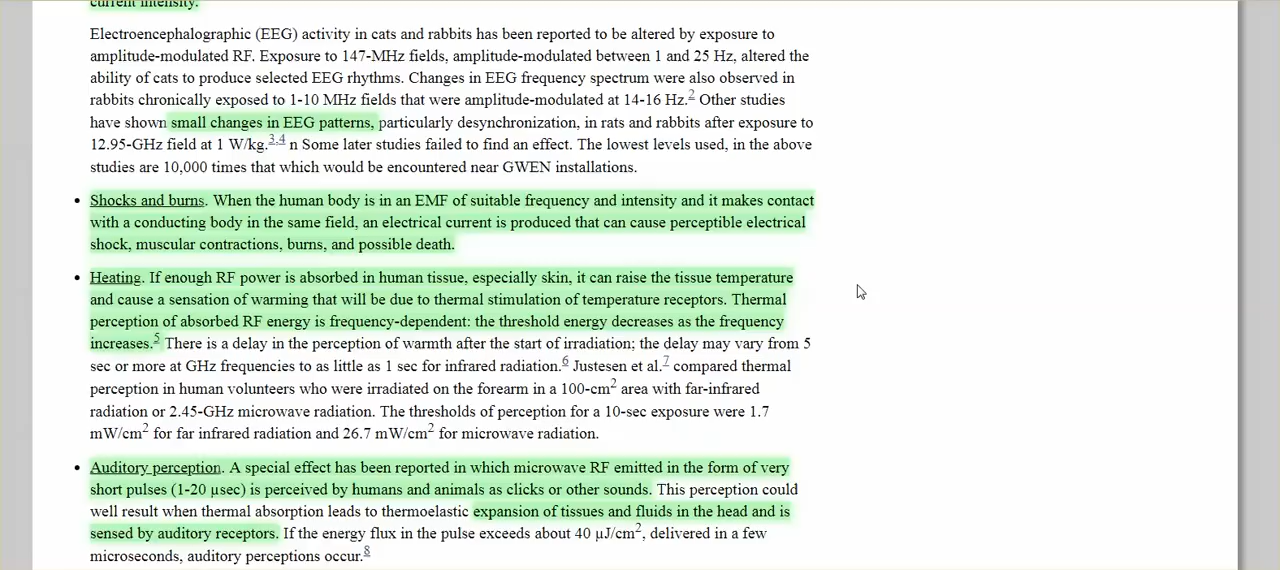 current intensity.
Electroencephalographic (EEG) activity in cats and rabbits has been reported to be altered by exposure to
amplitude-modulated RF. Exposure to 147-MHz fields, amplitude-modulated between 1 and 25 Hz, altered the
ability of cats to produce selected EEG rhythms. Changes in EEG frequency spectrum were also observed in
rabbits chronically exposed to 1-10 MHz fields that were amplitude-modulated at 14-16 Hz.2 Other studies
have shown small changes in EEG patterns, particularly desynchronization, in rats and rabbits after exposure to
12.95-GHz field at 1 W/kg.3,4 n Some later studies failed to find an effect. The lowest levels used, in the above
studies are 10,000 times that which would be encountered near GWEN installations.
• Shocks and burns. When the human body is in an EMF of suitable frequency and intensity and it makes contact
with a conducting body in the same field, an electrical current is produced that can cause perceptible electrical
shock, muscular contractions, burns, and possible death.
• Heating. If enough RF power is absorbed in human tissue, especially skin, it can raise the tissue temperature
and cause a sensation of warming that will be due to thermal stimulation of temperature receptors. Thermal
perception of absorbed RF energy is frequency-dependent: the threshold energy decreases as the frequency
increases.5 There is a delay in the perception of warmth after the start of irradiation; the delay may vary from 5
sec or more at GHz frequencies to as little as 1 sec for infrared radiation.6 Justesen et al.7 compared thermal
perception in human volunteers who were irradiated on the forearm in a 100-cm2 area with far-infrared
radiation or 2.45-GHz microwave radiation. The thresholds of perception for a 10-sec exposure were 1.7
mW/cm2 for far infrared radiation and 26.7 mW/cm2 for microwave radiation.
• Auditory perception. A special effect has been reported in which microwave RF emitted in the form of very
short pulses (1-20 µsec) is perceived by humans and animals as clicks or other sounds. This perception could
well result when thermal absorption leads to thermoelastic expansion of tissues and fluids in the head and is
sensed by auditory receptors. If the energy flux in the pulse exceeds about 40 µJ/cm2, delivered in a few
microseconds, auditory perceptions occur.8